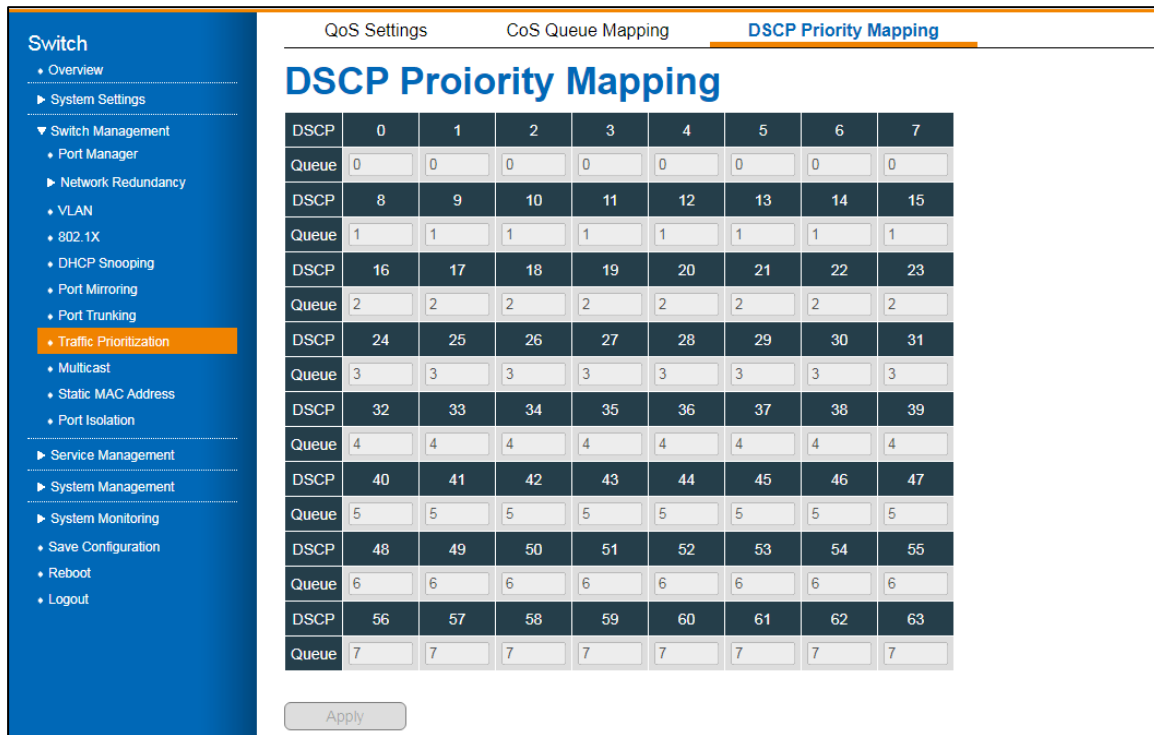 Switch
Overview
System Settings
Switch Management
Port Manager
Network Redundancy
VLAN
802.1X
DHCP Snooping
Port Mirroring
Port Trunking
Traffic Prioritization
Multicast
Static MAC Address
Port Isolation
Service Management
System Management
System Monitoring
Save Configuration
Reboot
Logout
QoS Settings CoS Queue Mapping DSCP Priority Mapping
DSCP Proiority Mapping
DSCP 0 1 2 3 4 5 6 7
Queue 0 0 0 0 0 0 0 0
DSCP 8 9 10 11 12 13 14 15
Queue 1 1 1 1 1 1 1 1
DSCP 16 17 18 19 20 21 22 23
Queue 2 2 2 2 2 2 2 2
DSCP 24 25 26 27 28 29 30 31
Queue 3 3 3 3 3 3 3 3
DSCP 32 33 34 35 36 37 38 39
Queue 4 4 4 4 4 4 4 4
DSCP 40 41 42 43 44 45 46 47
Queue 5 5 5 5 5 5 5 5
DSCP 48 49 50 51 52 53 54 55
Queue 6 6 6 6 6 6 6 6
DSCP 56 57 58 59 60 61 62 63
Queue 7 7 7 7 7 7 7 7
Apply